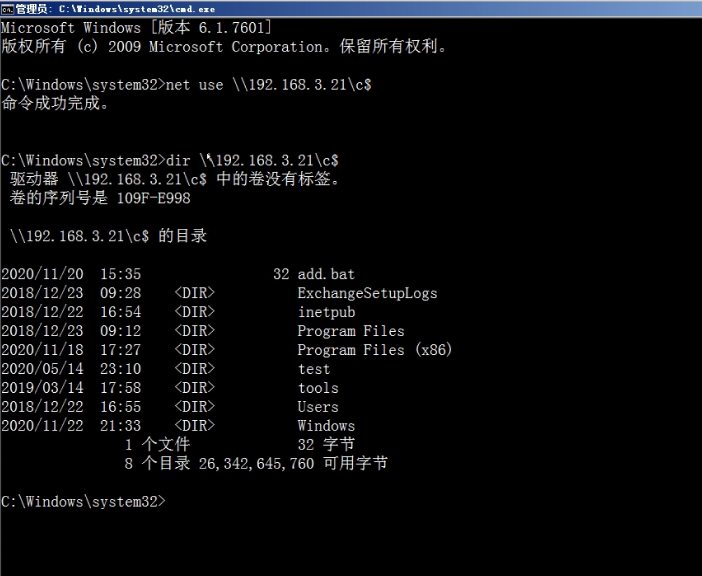 管理员: C:\Windows\system32\cmd.exe
Microsoft Windows [版本 6.1.7601]
版权所有 (c) 2009 Microsoft Corporation。保留所有权利。
C:\Windows\system32>net use \\192.168.3.21\c$
命令成功完成。
C:\Windows\system32>dir \\192.168.3.21\c$
驱动器 \\192.168.3.21\c$ 中的卷没有标签。
卷的序列号是 109F-E998
\\192.168.3.21\c$ 的目录
2020/11/20  15:35                32 add.bat
2018/12/23  09:28    <DIR>          ExchangeSetupLogs
2018/12/22  16:54    <DIR>          inetpub
2018/12/23  09:12    <DIR>          Program Files
2020/11/18  17:27    <DIR>          Program Files (x86)
2020/05/14  23:10    <DIR>          test
2019/03/14  17:58    <DIR>          tools
2018/12/22  16:55    <DIR>          Users
2020/11/22  21:33    <DIR>          Windows
1 个文件             32 字节
8 个目录 26,342,645,760 可用字节
C:\Windows\system32>